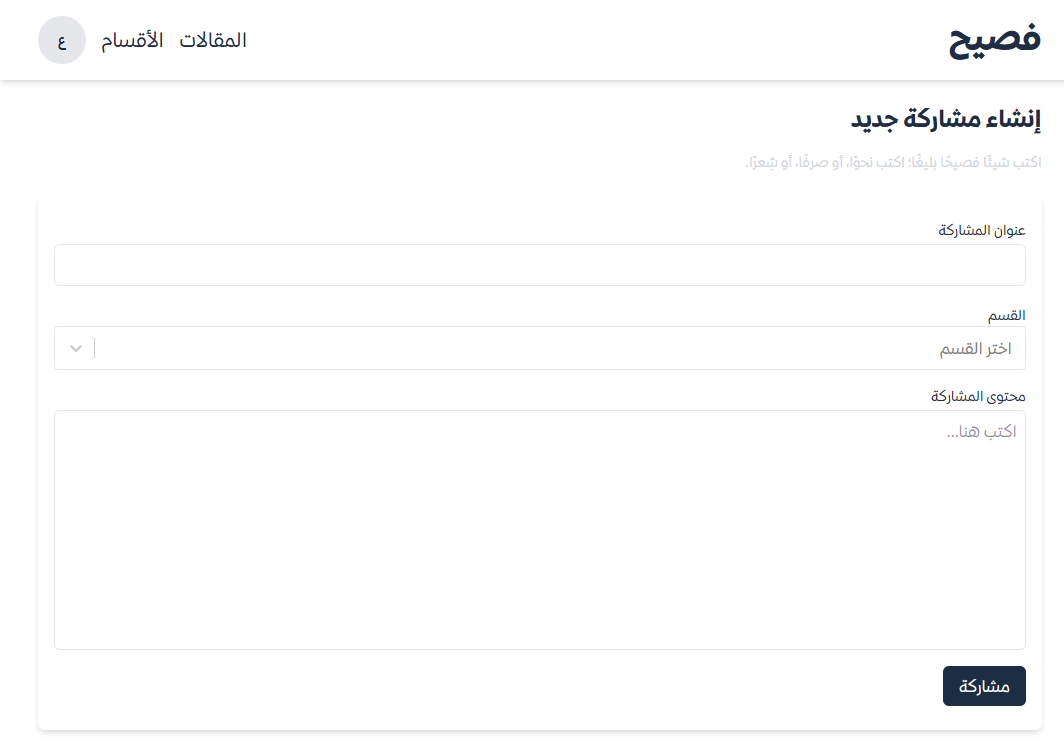 فصيح
المقالات الأقسام ع
إنشاء مشاركة جديد
اكتب شيئًا فصيحًا بليغًا؛ اكتب نحوًا، أو صرفًا، أو شِعرًا.
عنوان المشاركة
القسم
اختر القسم
محتوى المشاركة
اكتب هنا...
مشاركة